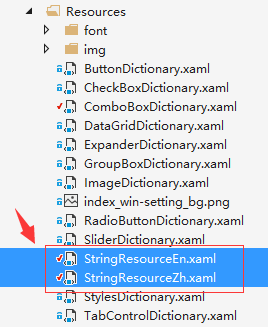 Resources
font
img
ButtonDictionary.xaml
CheckBoxDictionary.xaml
ComboBoxDictionary.xaml
DataGridDictionary.xaml
ExpanderDictionary.xaml
GroupBoxDictionary.xaml
ImageDictionary.xaml
index_win-setting_bg.png
RadioButtonDictionary.xaml
SliderDictionary.xaml
StringResourceEn.xaml
StringResourceZh.xaml
StylesDictionary.xaml
TabControlDictionary.xaml